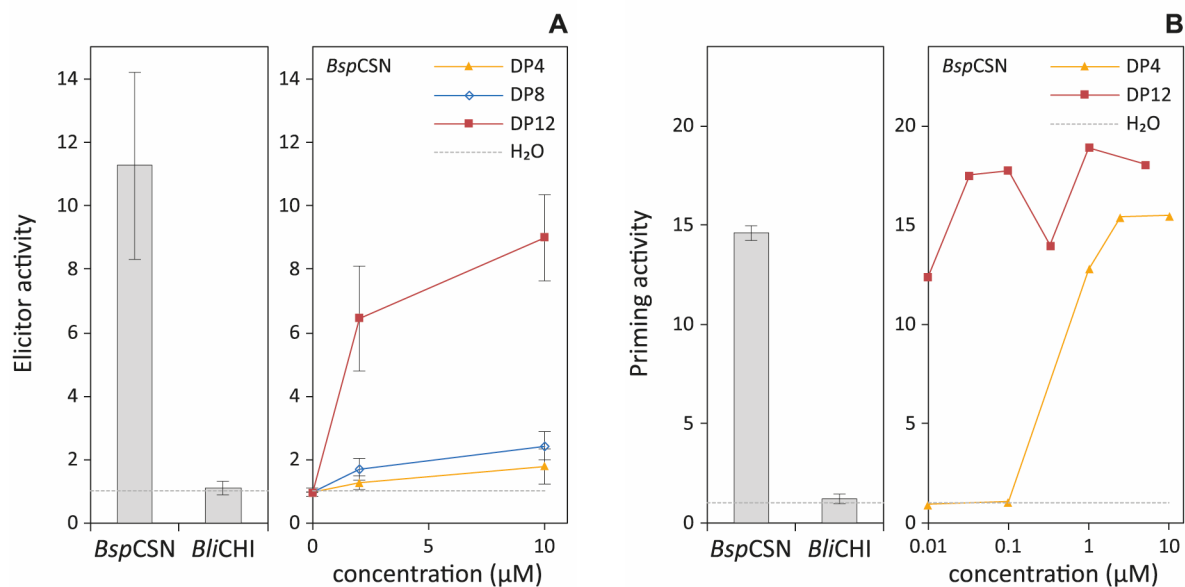 A
B
BspCSN
DP4
DP8
DP12
H₂O
Elicitor activity
14
12
10
8
6
4
2
0
14
12
10
8
6
4
2
0
BspCSN BliCHI
0 5 10
concentration (µM)
BspCSN
DP4
DP12
H₂O
Priming activity
20
15
10
5
0
20
15
10
5
0
BspCSN BliCHI
0.01 0.1 1 10
concentration (µM)